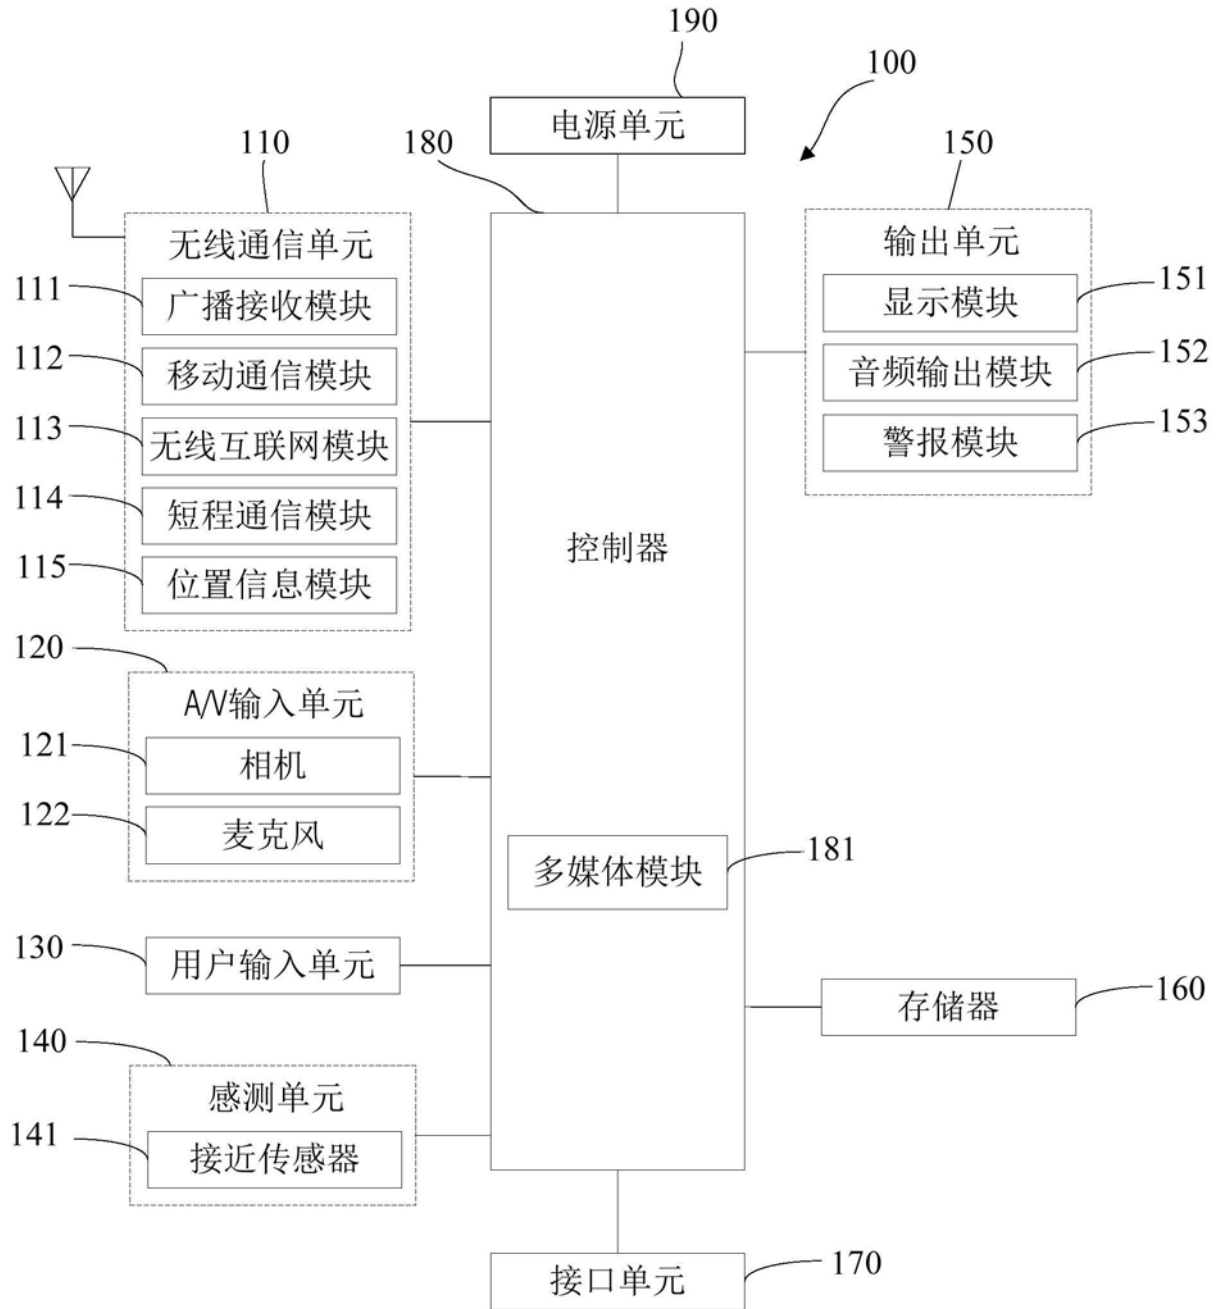 190
100
电源单元
110
180
150
无线通信单元
输出单元
111
广播接收模块
151
显示模块
112
移动通信模块
152
音频输出模块
113
无线互联网模块
153
警报模块
114
短程通信模块
控制器
115
位置信息模块
120
A/V输入单元
121
相机
122
麦克风
多媒体模块
181
130
用户输入单元
160
存储器
140
感测单元
141
接近传感器
接口单元
170